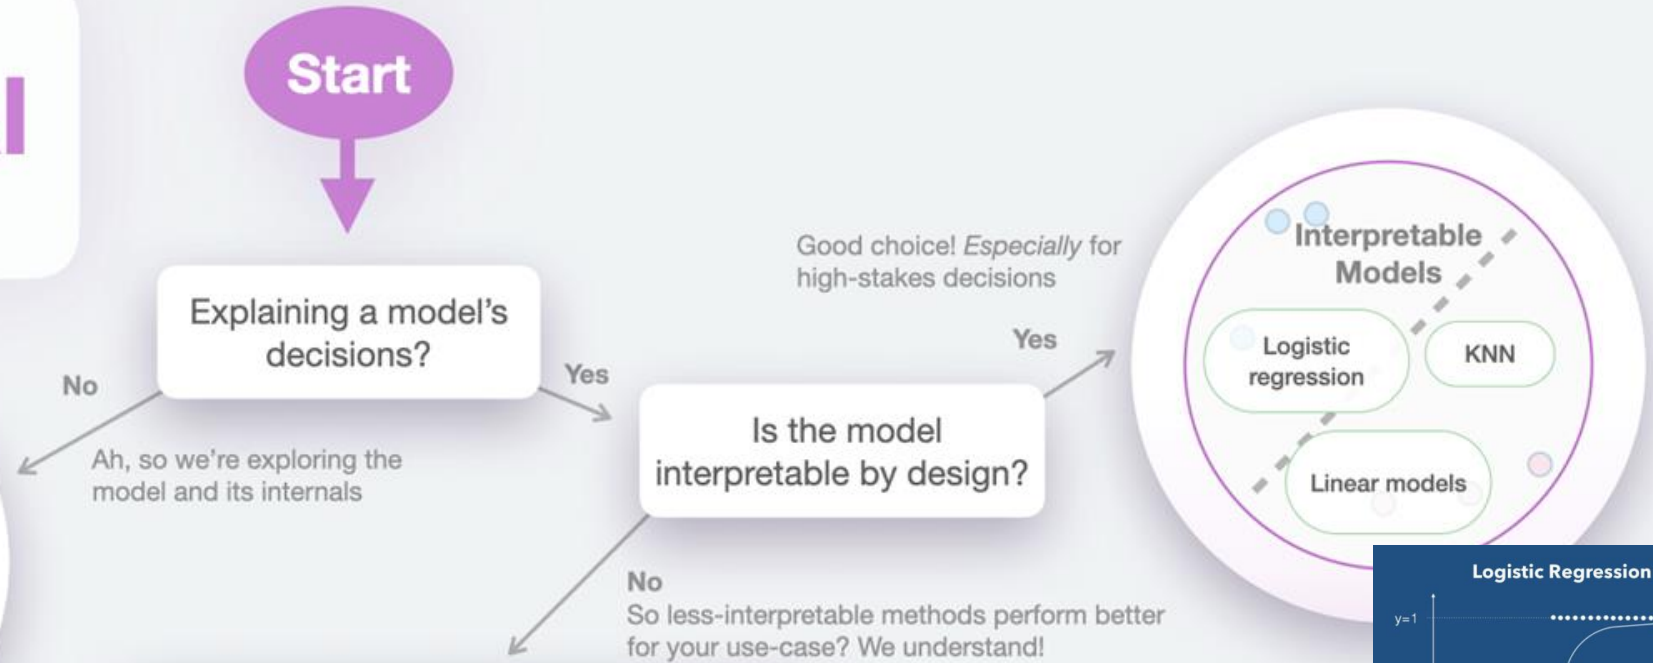 Start
Explaining a model's
decisions?
No
Ah, so we're exploring the
model and its internals
Yes
Is the model
interpretable by design?
Good choice! Especially for
high-stakes decisions
Yes
Interpretable
Models
Logistic
regression
KNN
Linear models
No
So less-interpretable methods perform better
for your use-case? We understand!
Logistic Regression
y=1